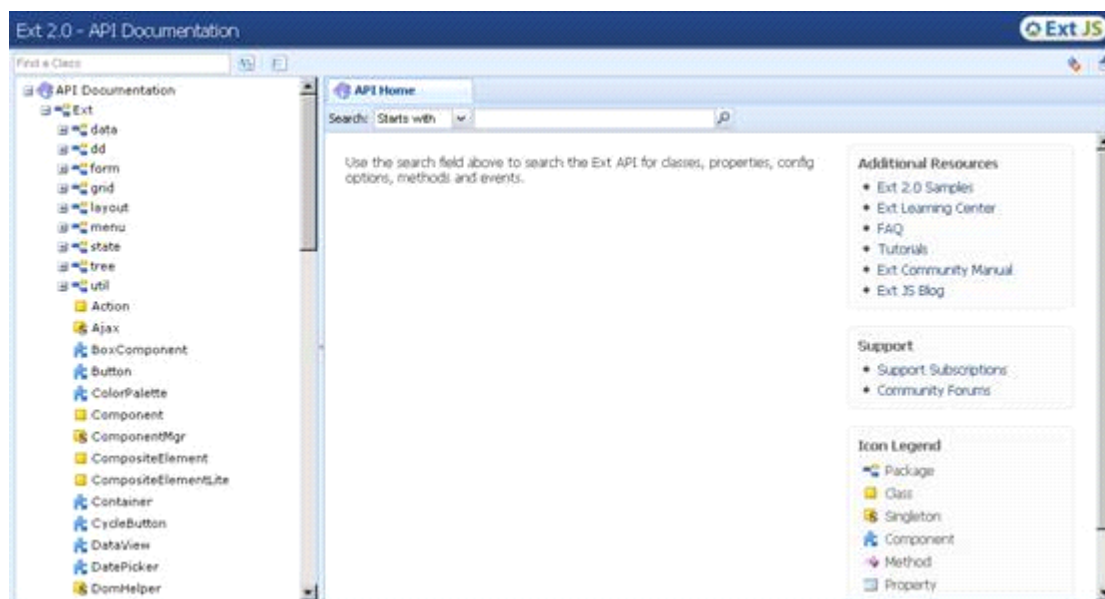 Ext 2.0 - API Documentation
Ext JS
Find a Class
API Documentation
Ext
data
dd
form
grid
layout
menu
state
tree
util
Action
Ajax
BoxComponent
Button
ColorPalette
Component
ComponentMgr
CompositeElement
CompositeElementLite
Container
CycleButton
DataView
DatePicker
DomHelper
API Home
Search: Starts with
Use the search field above to search the Ext API for classes, properties, config
options, methods and events.
Additional Resources
Ext 2.0 Samples
Ext Learning Center
FAQ
Tutorials
Ext Community Manual
Ext JS Blog
Support
Support Subscriptions
Community Forums
Icon Legend
Package
Class
Singleton
Component
Method
Property